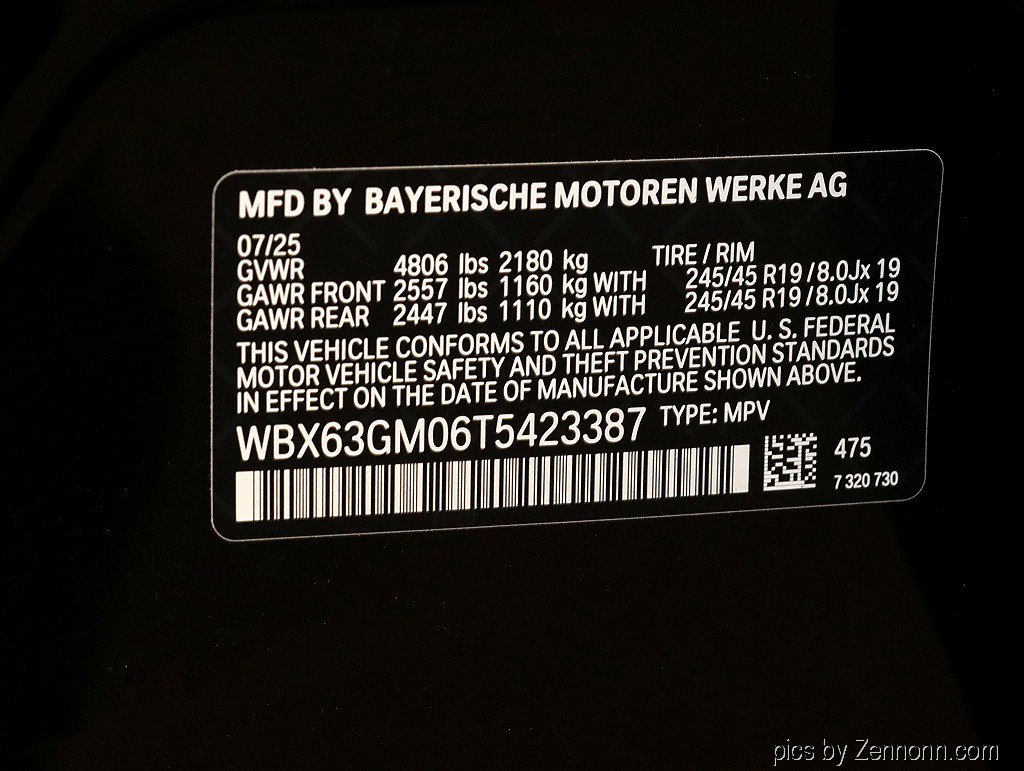 MFD BY BAYERISCHE MOTOREN WERKE AG
07/25
GVWR 4806 lbs 2180 kg TIRE / RIM
GAWR FRONT 2557 lbs 1160 kg WITH 245/45 R19 / 8.0Jx 19
GAWR REAR 2447 lbs 1110 kg WITH 245/45 R19 / 8.0Jx 19
THIS VEHICLE CONFORMS TO ALL APPLICABLE U. S. FEDERAL
MOTOR VEHICLE SAFETY AND THEFT PREVENTION STANDARDS
IN EFFECT ON THE DATE OF MANUFACTURE SHOWN ABOVE.
WBX63GM06T5423387 TYPE: MPV
475
7 320 730
pics by Zennonn.com